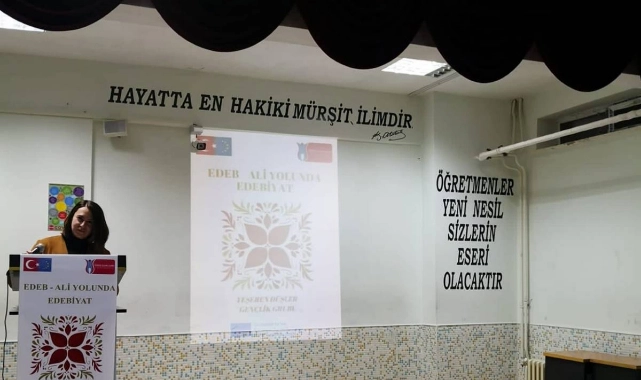 HAYATTA EN HAKİKİ MÜRŞİT, İLİMDİR.
K. Atatürk
EDEB - ALİ YOLUNDA
EDEBİYAT
ÖĞRETMENLER
YENİ NESİL
SİZLERİN
ESERİ
OLACAKTIR
EDEB - ALİ YOLUNDA
EDEBİYAT